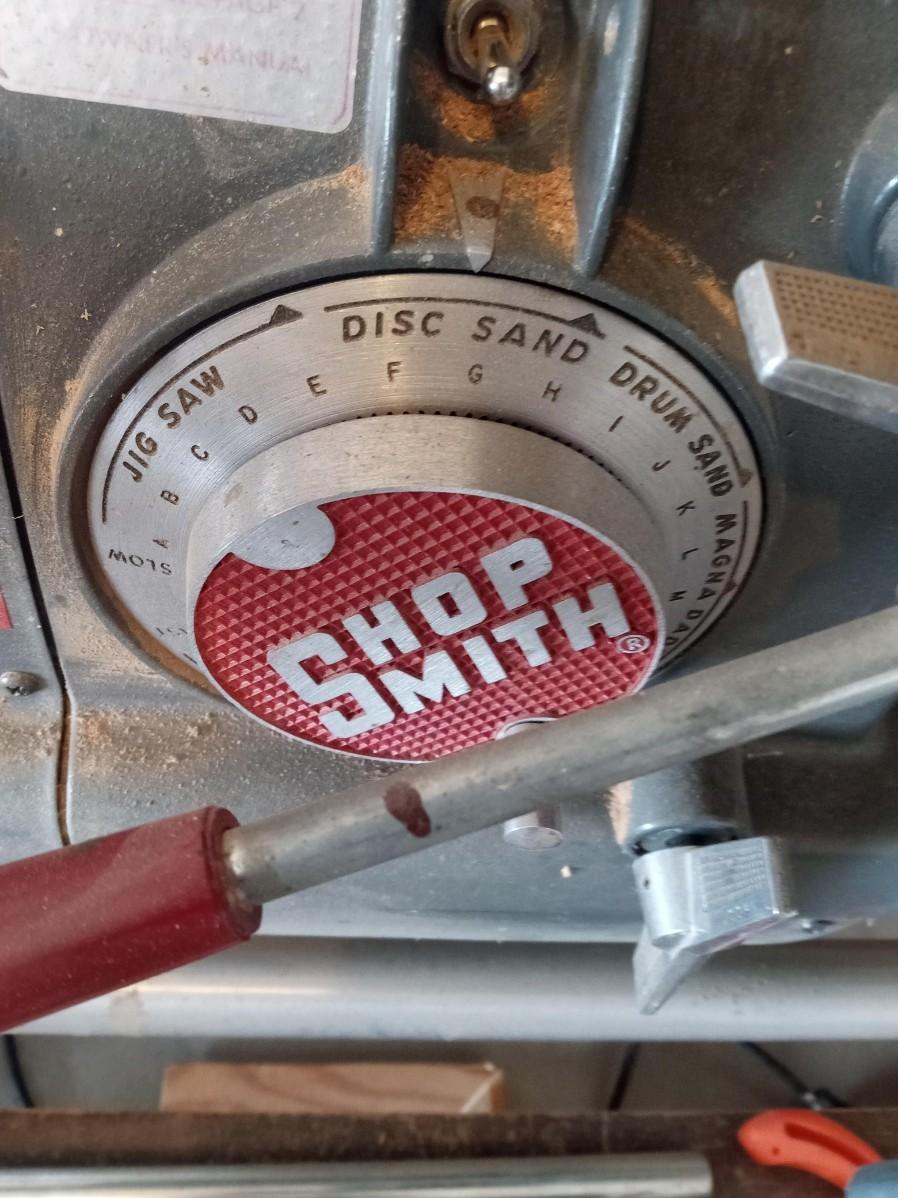 OWNER'S MANUAL
JIG SAW
DISC SAND
DRUM SAND
MAGNA
SLOW
A B C D E F G H I J K L
SHOP
SMITH®